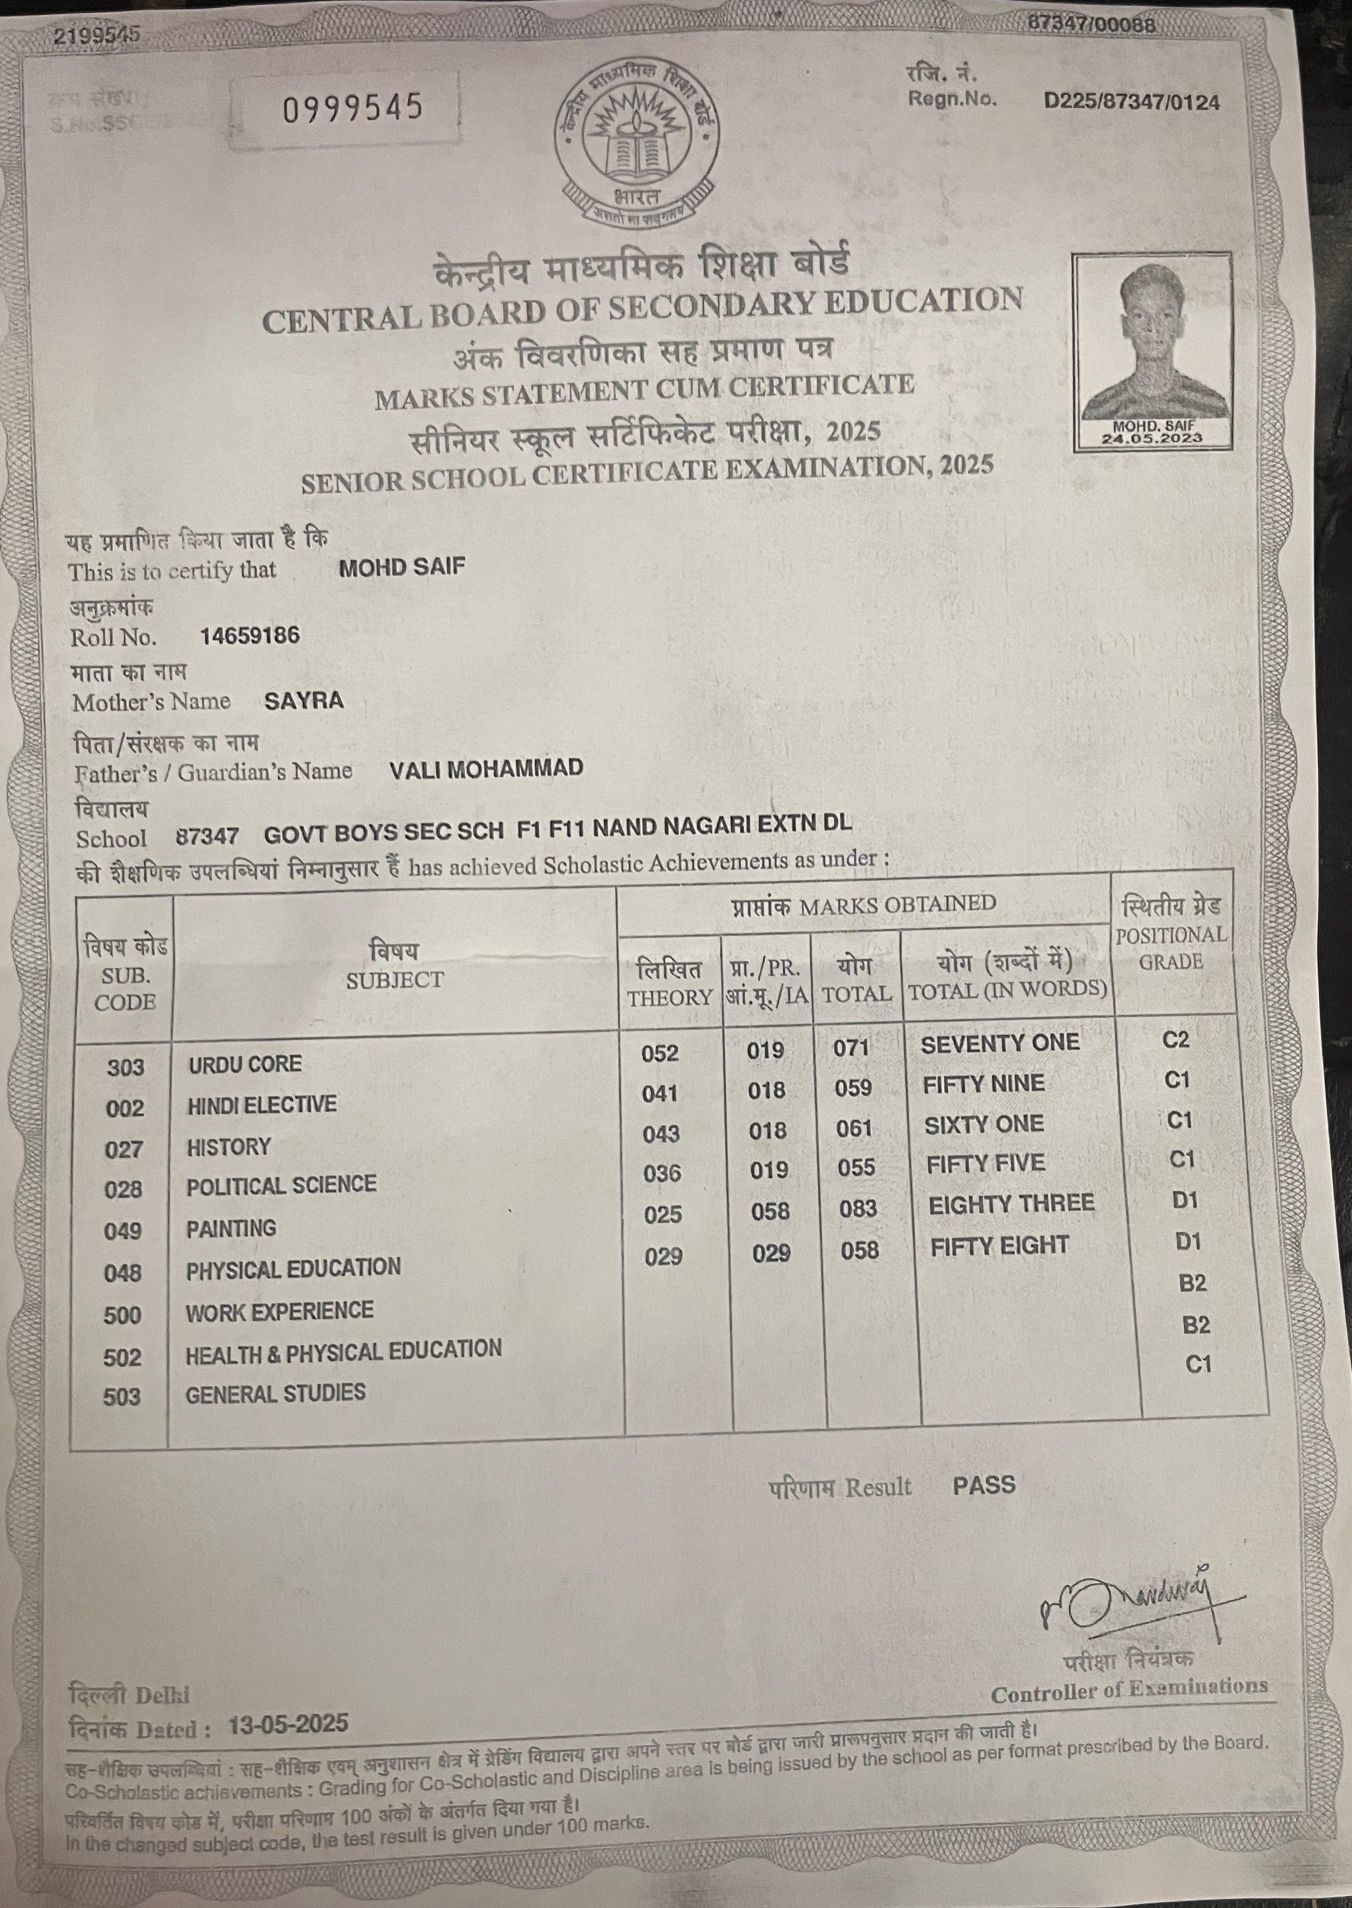 2199545
87347/00088
0999545
रजि. नं.
Regn.No. D225/87347/0124
केन्द्रीय माध्यमिक शिक्षा बोर्ड
भारत
असतो मा सद्गमय
केन्द्रीय माध्यमिक शिक्षा बोर्ड
CENTRAL BOARD OF SECONDARY EDUCATION
अंक विवरणिका सह प्रमाण पत्र
MARKS STATEMENT CUM CERTIFICATE
सीनियर स्कूल सर्टिफिकेट परीक्षा, 2025
SENIOR SCHOOL CERTIFICATE EXAMINATION, 2025
MOHD. SAIF
24.05.2023
यह प्रमाणित किया जाता है कि
This is to certify that MOHD SAIF
अनुक्रमांक
Roll No. 14659186
माता का नाम
Mother's Name SAYRA
पिता/संरक्षक का नाम
Father's / Guardian's Name VALI MOHAMMAD
विद्यालय
School 87347 GOVT BOYS SEC SCH F1 F11 NAND NAGARI EXTN DL
की शैक्षणिक उपलब्धियां निम्नानुसार हैं has achieved Scholastic Achievements as under :
विषय कोड SUB. CODE
विषय SUBJECT
प्राप्तांक MARKS OBTAINED
लिखित THEORY
प्रा./PR. आं.मू./IA
योग TOTAL
योग (शब्दों में) TOTAL (IN WORDS)
स्थितीय ग्रेड POSITIONAL GRADE
303 URDU CORE 052 019 071 SEVENTY ONE C2
002 HINDI ELECTIVE 041 018 059 FIFTY NINE C1
027 HISTORY 043 018 061 SIXTY ONE C1
028 POLITICAL SCIENCE 036 019 055 FIFTY FIVE C1
049 PAINTING 025 058 083 EIGHTY THREE D1
048 PHYSICAL EDUCATION 029 029 058 FIFTY EIGHT D1
500 WORK EXPERIENCE B2
502 HEALTH & PHYSICAL EDUCATION B2
503 GENERAL STUDIES C1
परिणाम Result PASS
परीक्षा नियंत्रक
Controller of Examinations
दिल्ली Delhi
दिनांक Dated : 13-05-2025
सह-शैक्षिक उपलब्धियां : सह-शैक्षिक एवम् अनुशासन क्षेत्र में ग्रेडिंग विद्यालय द्वारा अपने स्तर पर बोर्ड द्वारा जारी प्रारूपनुसार प्रदान की जाती है।
Co-Scholastic achievements : Grading for Co-Scholastic and Discipline area is being issued by the school as per format prescribed by the Board.
परिवर्तित विषय कोड में, परीक्षा परिणाम 100 अंकों के अंतर्गत दिया गया है।
In the changed subject code, the test result is given under 100 marks.